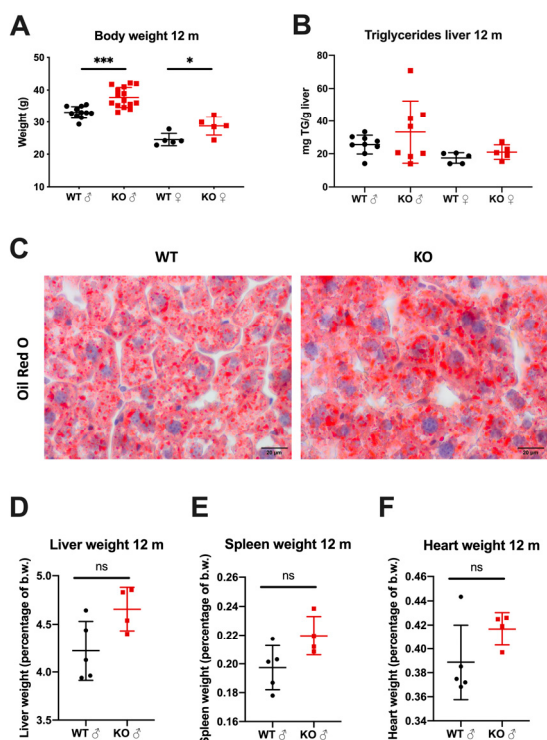 A
Body weight 12 m
***
*
Weight (g)
50
40
30
20
10
WT ♂
KO ♂
WT ♀
KO ♀
B
Triglycerides liver 12 m
mg TG/g liver
80
60
40
20
0
WT ♂
KO ♂
WT ♀
KO ♀
C
WT
KO
Oil Red O
20 µm
20 µm
D
Liver weight 12 m
ns
Liver weight (percentage of b.w.)
5.0
4.5
4.0
3.5
WT ♂
KO ♂
E
Spleen weight 12 m
ns
Spleen weight (percentage of b.w.)
0.26
0.24
0.22
0.20
0.18
0.16
WT ♂
KO ♂
F
Heart weight 12 m
ns
Heart weight (percentage of b.w.)
0.46
0.44
0.42
0.40
0.38
0.36
WT ♂
KO ♂